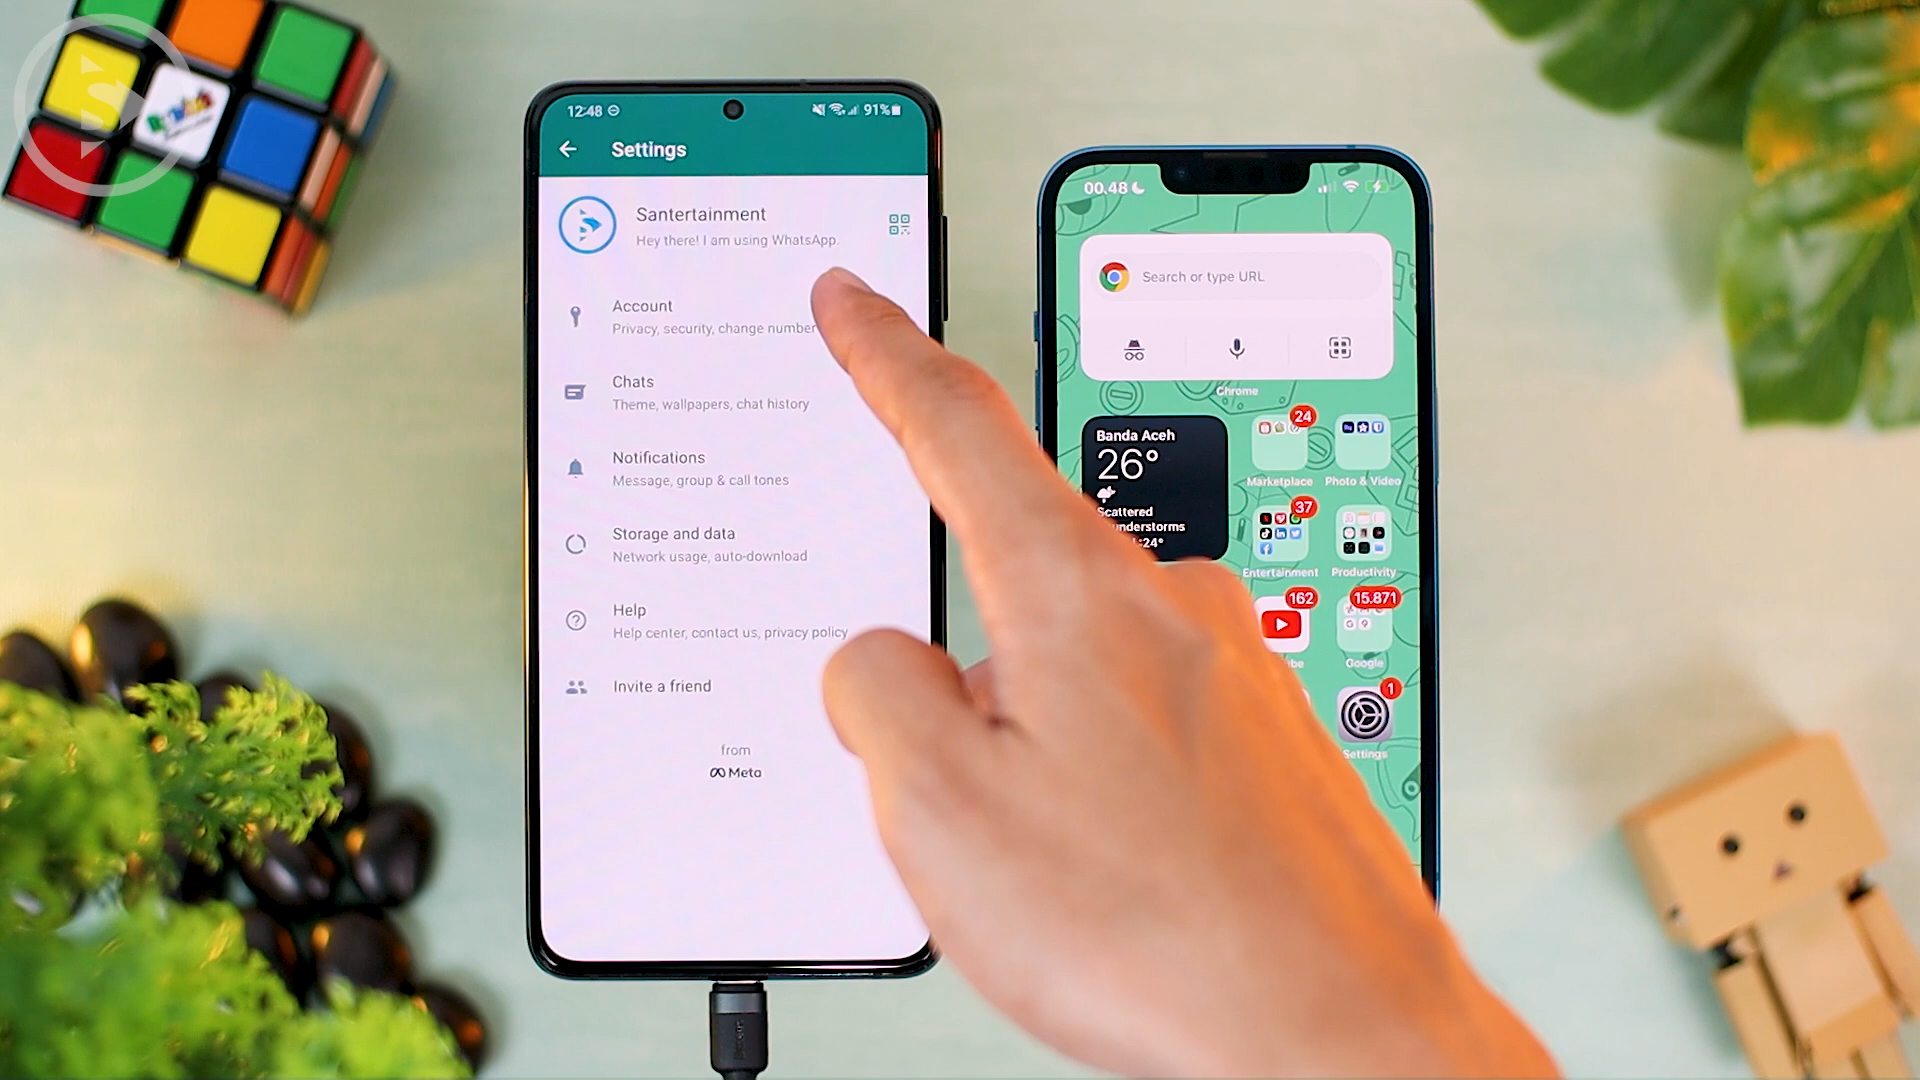 12:48
91%
Settings
Santertainment
Hey there! I am using WhatsApp.
Account
Privacy, security, change number
Chats
Theme, wallpapers, chat history
Notifications
Message, group & call tones
Storage and data
Network usage, auto-download
Help
Help center, contact us, privacy policy
Invite a friend
from
Meta
00.48
Search or type URL
Chrome
Banda Aceh
26°
Scattered
24°
24
Marketplace
Photo & Video
37
Entertainment
Productivity
162
15.871
Google
1
Settings